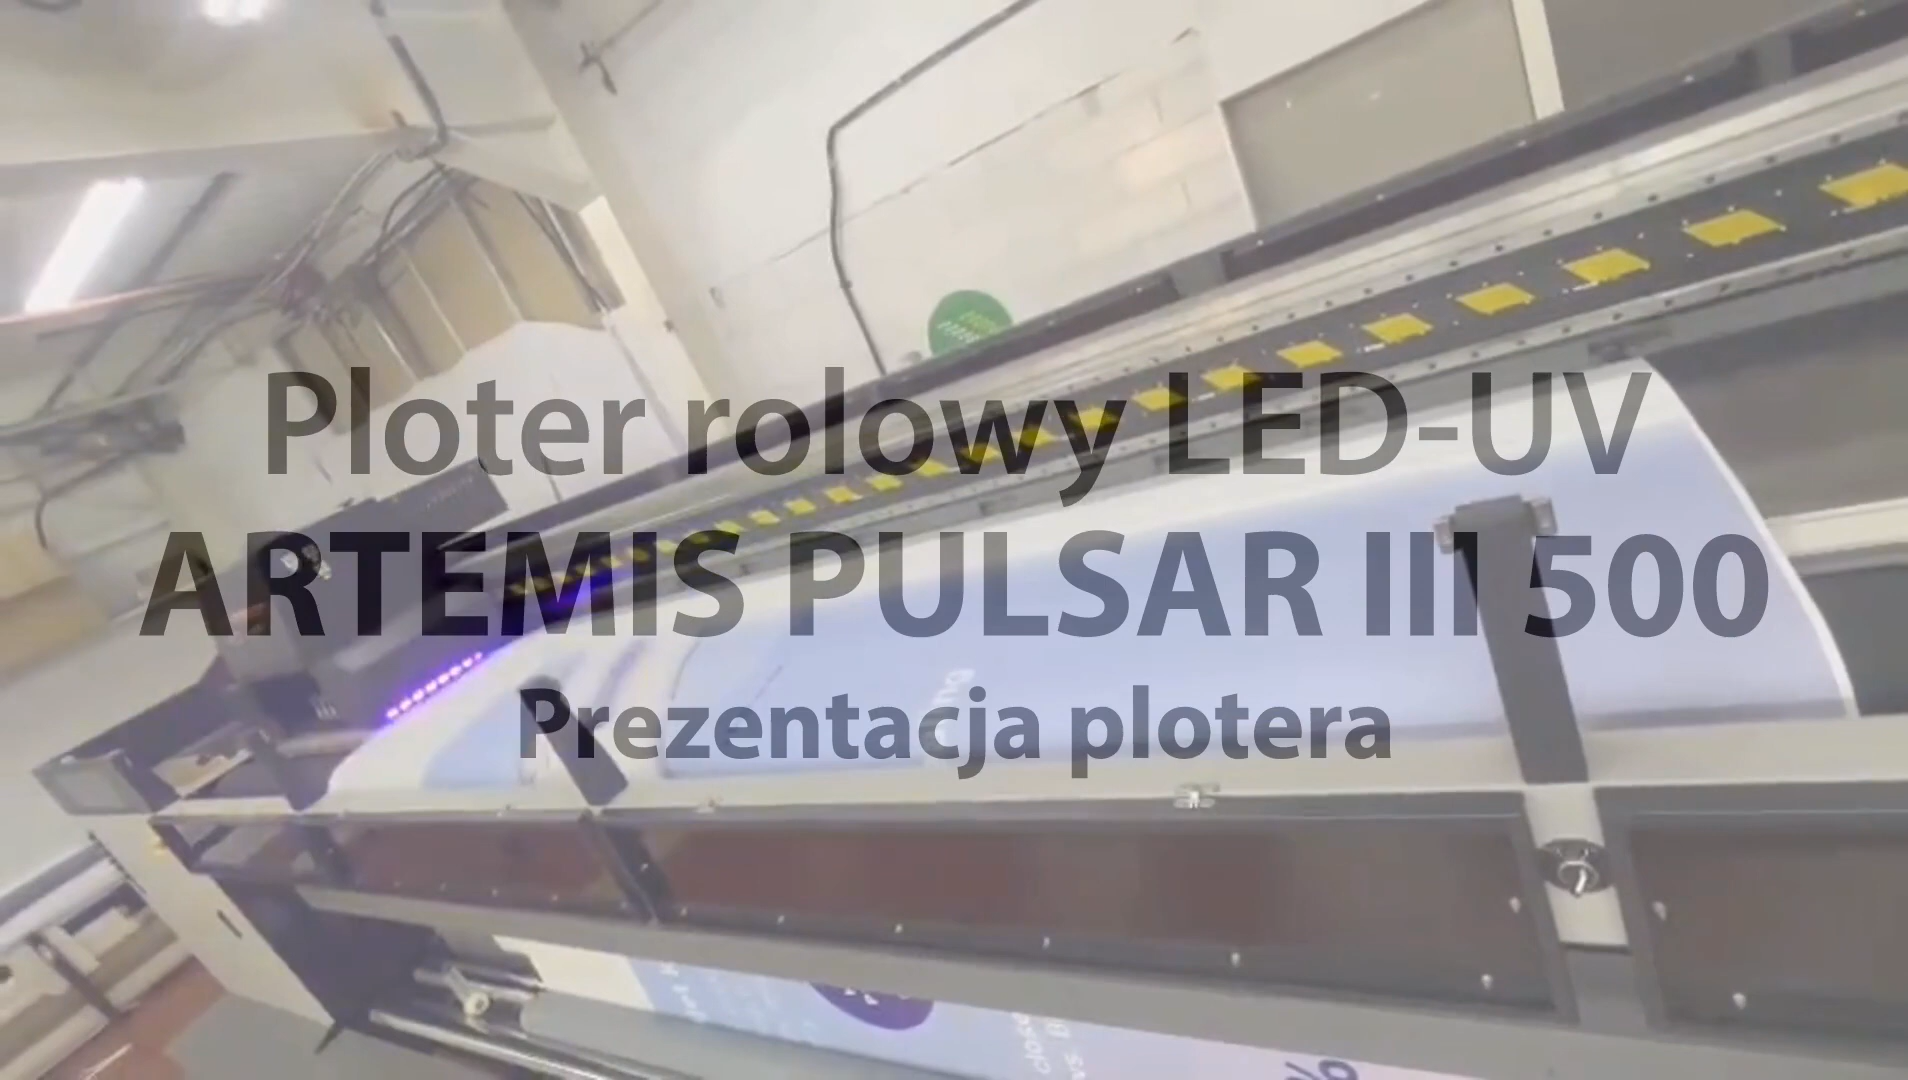 Ploter rolowy LED-UV
ARTEMIS PULSAR III 500
Prezentacja plotera
%